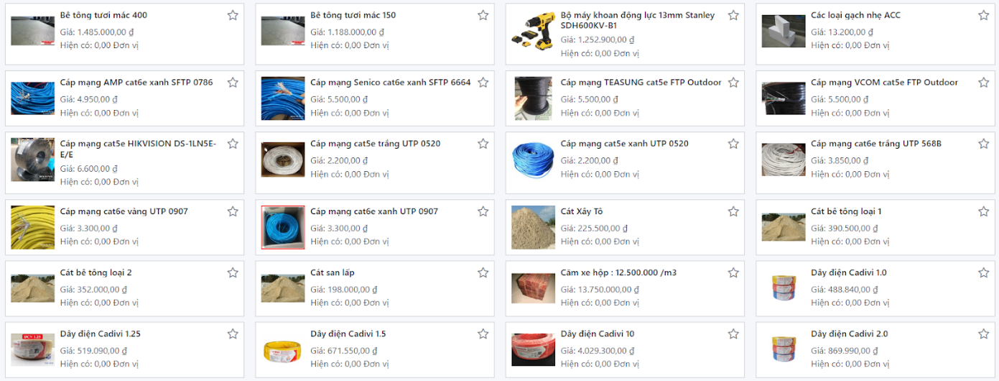 Bê tông tươi mác 400
Giá: 1.485.000,00 ₫
Hiện có: 0,00 Đơn vị
Bê tông tươi mác 150
Giá: 1.188.000,00 ₫
Hiện có: 0,00 Đơn vị
Bộ máy khoan động lực 13mm Stanley
SDH600KV-B1
Giá: 1.252.900,00 ₫
Hiện có: 0,00 Đơn vị
Các loại gạch nhẹ ACC
Giá: 13.200,00 ₫
Hiện có: 0,00 Đơn vị
Cáp mạng AMP cat6e xanh SFTP 0786
Giá: 4.950,00 ₫
Hiện có: 0,00 Đơn vị
Cáp mạng Senico cat6e xanh SFTP 6664
Giá: 5.500,00 ₫
Hiện có: 0,00 Đơn vị
Cáp mạng TEASUNG cat5e FTP Outdoor
Giá: 5.500,00 ₫
Hiện có: 0,00 Đơn vị
Cáp mạng VCOM cat5e FTP Outdoor
Giá: 5.500,00 ₫
Hiện có: 0,00 Đơn vị
Cáp mạng cat5e HIKVISION DS-1LN5E-
E/E
Giá: 6.600,00 ₫
Hiện có: 0,00 Đơn vị
Cáp mạng cat5e trắng UTP 0520
Giá: 2.200,00 ₫
Hiện có: 0,00 Đơn vị
Cáp mạng cat5e xanh UTP 0520
Giá: 2.200,00 ₫
Hiện có: 0,00 Đơn vị
Cáp mạng cat6e trắng UTP 568B
Giá: 3.850,00 ₫
Hiện có: 0,00 Đơn vị
Cáp mạng cat6e vàng UTP 0907
Giá: 3.300,00 ₫
Hiện có: 0,00 Đơn vị
Cáp mạng cat6e xanh UTP 0907
Giá: 3.300,00 ₫
Hiện có: 0,00 Đơn vị
Cát Xây Tô
Giá: 225.500,00 ₫
Hiện có: 0,00 Đơn vị
Cát bê tông loại 1
Giá: 390.500,00 ₫
Hiện có: 0,00 Đơn vị
Cát bê tông loại 2
Giá: 352.000,00 ₫
Hiện có: 0,00 Đơn vị
Cát san lấp
Giá: 198.000,00 ₫
Hiện có: 0,00 Đơn vị
Căm xe hộp : 12.500.000 /m3
Giá: 13.750.000,00 ₫
Hiện có: 0,00 Đơn vị
Dây điện Cadivi 1.0
Giá: 488.840,00 ₫
Hiện có: 0,00 Đơn vị
Dây điện Cadivi 1.25
Giá: 519.090,00 ₫
Hiện có: 0,00 Đơn vị
DCV 1.25
Dây điện Cadivi 1.5
Giá: 671.550,00 ₫
Hiện có: 0,00 Đơn vị
Dây điện Cadivi 10
Giá: 4.029.300,00 ₫
Hiện có: 0,00 Đơn vị
Dây điện Cadivi 2.0
Giá: 869.990,00 ₫
Hiện có: 0,00 Đơn vị